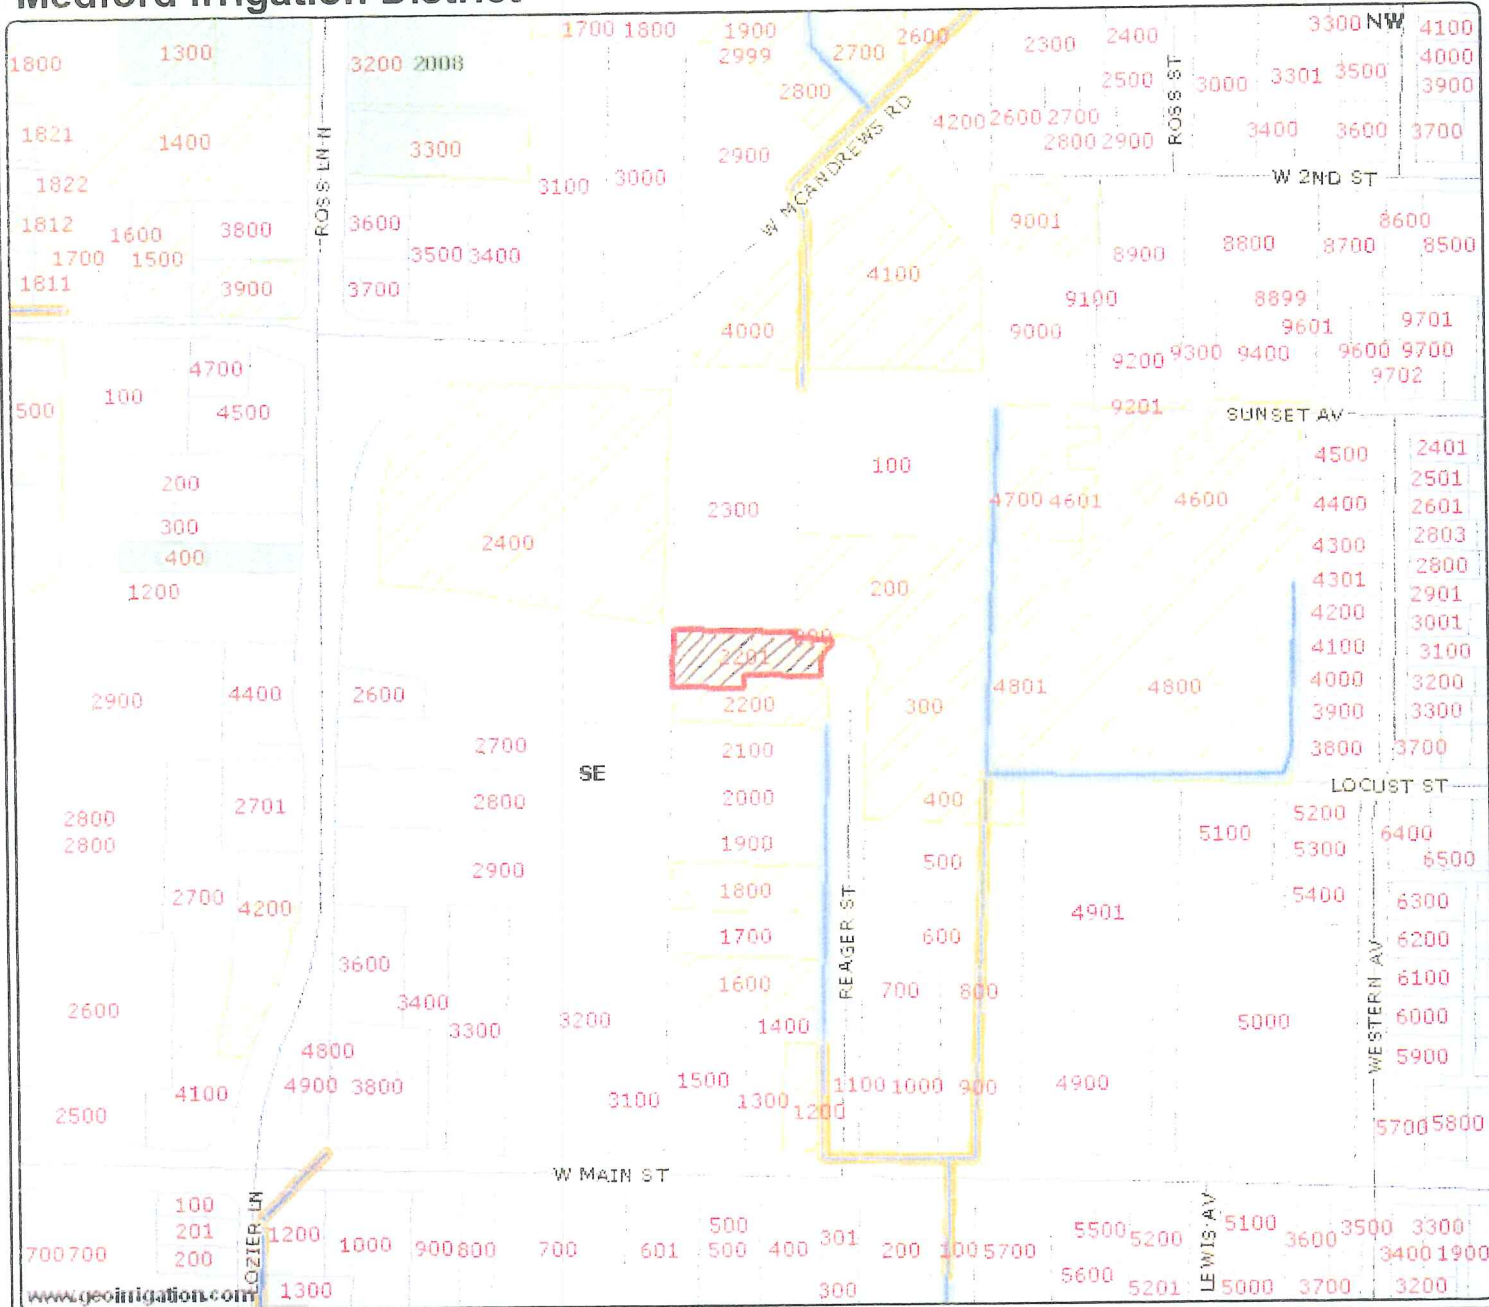 Medford Irrigation District
1700 1800 1900 2600 3300 NW 4100
1800 1300 3200 2008 2999 2700 2300 2400 4000
2800 2500 ROSS ST 3000 3301 3500 3900
1821 1400 ROSS LN N 3300 2900 W MCANDREWS RD 4200 2600 2700 3400 3600 3700
2800 2900
1822 3100 3000 W 2ND ST
1812 1600 3800 3600 9001 8600
1700 1500 3500 3400 8900 8800 8700 8500
1811 3900 3700 4100 9100 8899
4000 9000 9601 9701
4700 9200 9300 9400 9600 9700
9702
500 100 4500 9201 SUNSET AV
100 4500 2401
200 2300 4700 4601 4600 4400 2501
2601
300 2400 4300 2803
400 200 4301 2800
1200 4200 2901
3001
2201 4100 3100
2900 4400 2600 2200 300 4801 4800 4000 3200
3900 3300
2700 SE 2100 3800 3700
2800 2701 2800 2000 400 LOCUST ST
2800 1900 500 5100 5200 6400
2900 5300 6500
2700 4200 1800 REAGER ST 4901 5400 6300
1700 600 6200
3600 1600 700 800 WESTERN AV 6100
2600 3400 3300 3200 1400 5000 6000
4800 5900
4100 4900 3800 1500 1100 1000 900 4900
2500 3100 1300 1200 5700 5800
W MAIN ST
100 LOZIER LN 500 LEWIS AV 5100 3500 3300
201 1200 1000 900 800 700 601 500 400 301 200 100 5700 5500 5200 3600 3400 1900
700 700 200 5600
www.geoirrigation.com 1300 300 5201 5000 3700 3200